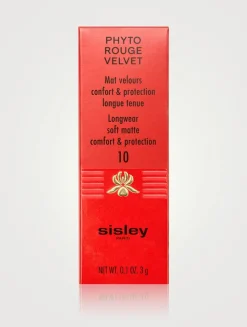 PHYTO
ROUGE
VELVET
Mat velours
confort & protection
longue tenue
Longwear
soft matte
comfort & protection
10
sisley
PARIS
NET WT. 0.1 OZ. 3 g